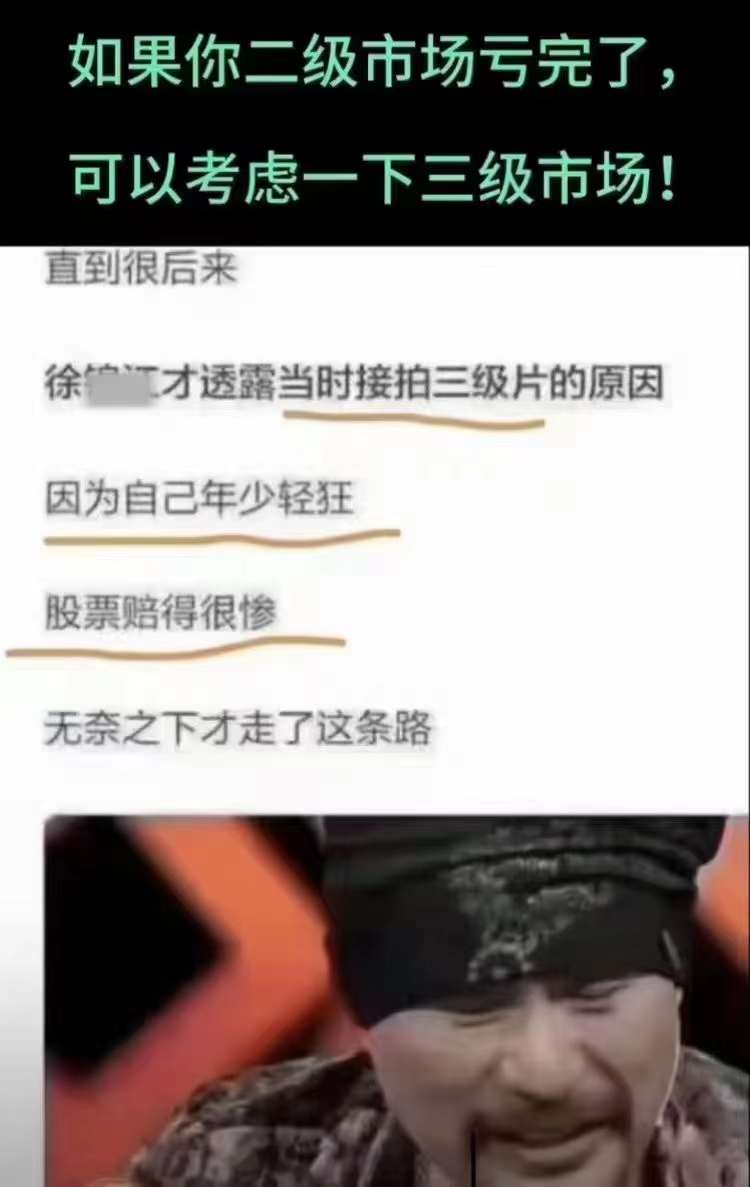 如果你二级市场亏完了，
可以考虑一下三级市场！
直到很后来
徐 才透露当时接拍三级片的原因
因为自己年少轻狂
股票赔得很惨
无奈之下才走了这条路